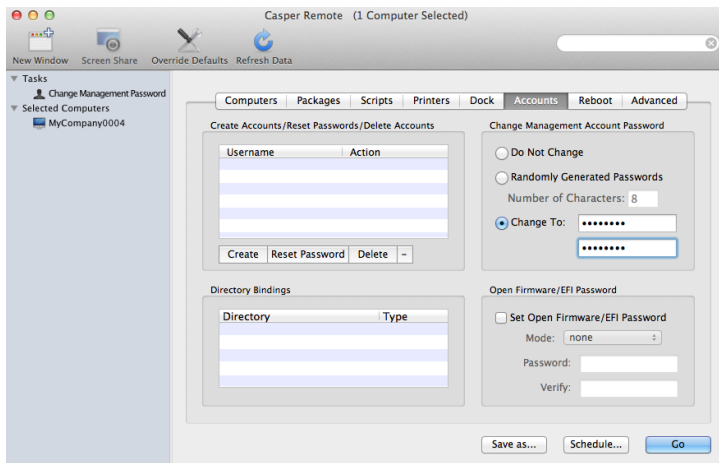 Casper Remote (1 Computer Selected)
New Window Screen Share Override Defaults Refresh Data
Tasks
Change Management Password
Selected Computers
MyCompany0004
Computers Packages Scripts Printers Dock Accounts Reboot Advanced
Create Accounts/Reset Passwords/Delete Accounts
Username Action
Create Reset Password Delete –
Change Management Account Password
Do Not Change
Randomly Generated Passwords
Number of Characters: 8
Change To: ••••••••
••••••••
Directory Bindings
Directory Type
Open Firmware/EFI Password
Set Open Firmware/EFI Password
Mode: none
Password:
Verify:
Save as... Schedule... Go